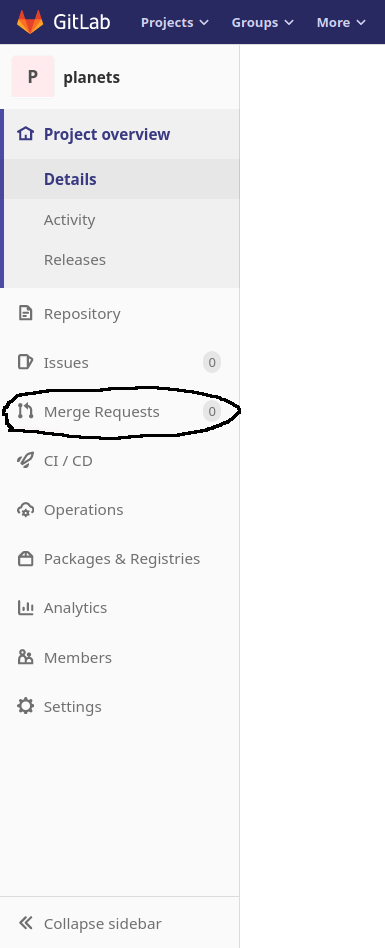 GitLab Projects Groups More
P planets
Project overview
Details
Activity
Releases
Repository
Issues 0
Merge Requests 0
CI / CD
Operations
Packages & Registries
Analytics
Members
Settings
Collapse sidebar